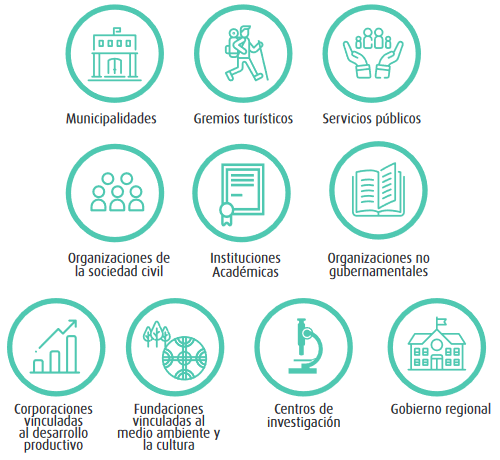 Municipalidades
Gremios turísticos
Servicios públicos
Organizaciones de
la sociedad civil
Instituciones
Académicas
Organizaciones no
gubernamentales
Corporaciones
vinculadas
al desarrollo
productivo
Fundaciones
vinculadas al
medio ambiente y
la cultura
Centros de
investigación
Gobierno regional